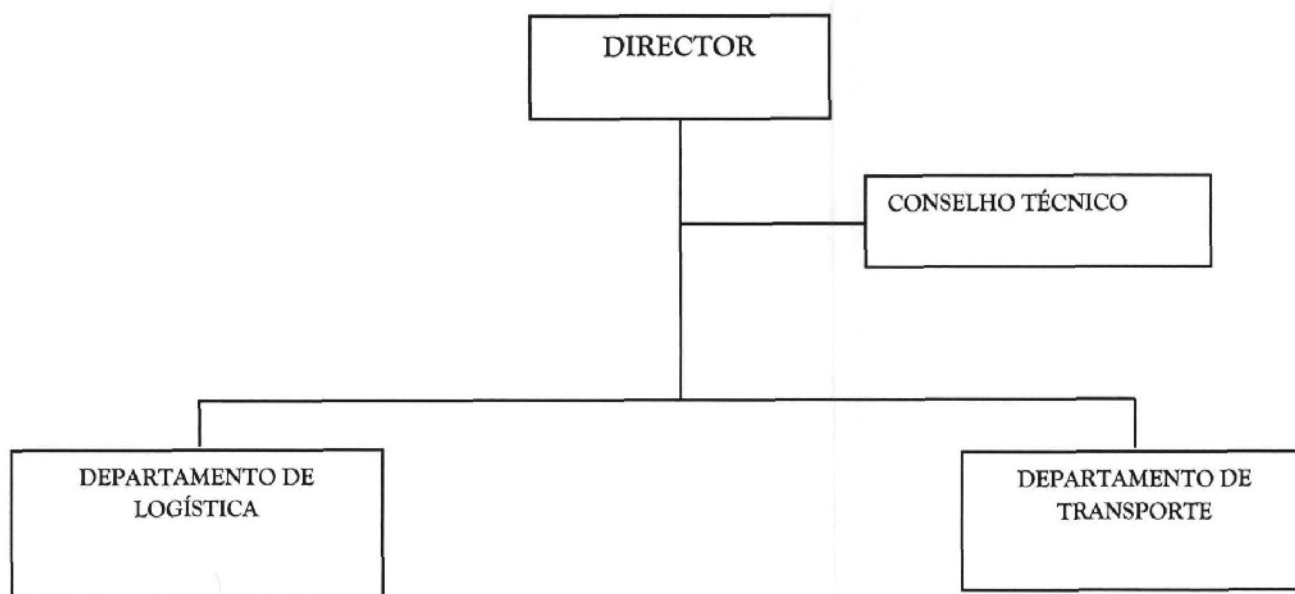 DIRECTOR
CONSELHO TÉCNICO
DEPARTAMENTO DE
LOGÍSTICA
DEPARTAMENTO DE
TRANSPORTE